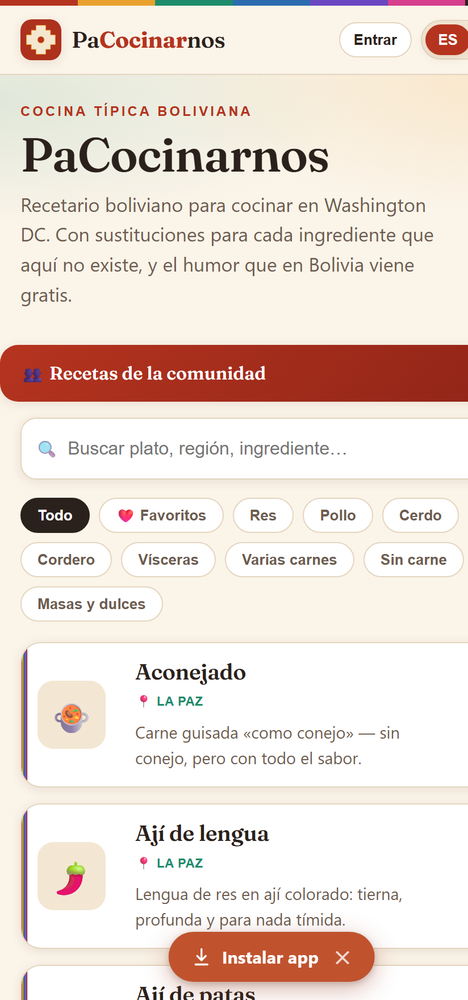 PaCocinarnos
Entrar
ES
COCINA TÍPICA BOLIVIANA
PaCocinarnos
Recetario boliviano para cocinar en Washington
DC. Con sustituciones para cada ingrediente que
aquí no existe, y el humor que en Bolivia viene
gratis.
Recetas de la comunidad
Buscar plato, región, ingrediente…
Todo
Favoritos
Res
Pollo
Cerdo
Cordero
Vísceras
Varias carnes
Sin carne
Masas y dulces
Aconejado
LA PAZ
Carne guisada «como conejo» — sin
conejo, pero con todo el sabor.
Ají de lengua
LA PAZ
Lengua de res en ají colorado: tierna,
profunda y para nada tímida.
Instalar app
Ají de patas